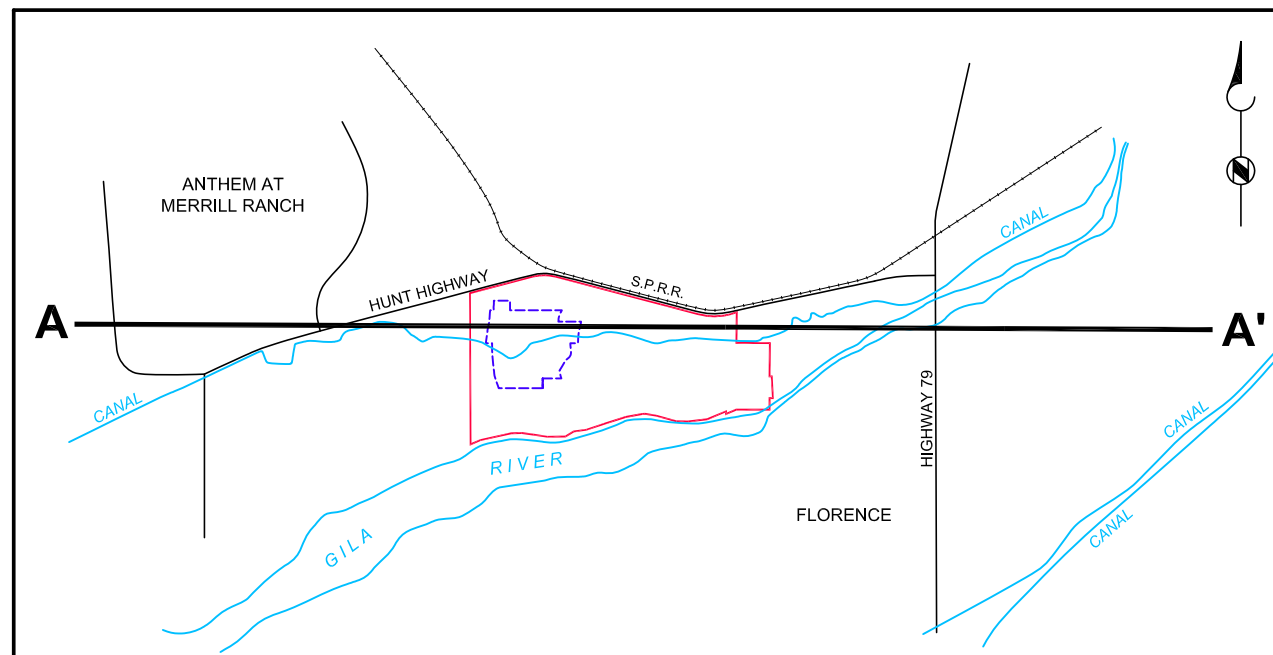 ANTHEM AT
MERRILL RANCH
CANAL
N
S.P.R.R.
HUNT HIGHWAY
A
A'
CANAL
RIVER
GILA
HIGHWAY 79
FLORENCE
CANAL
CANAL